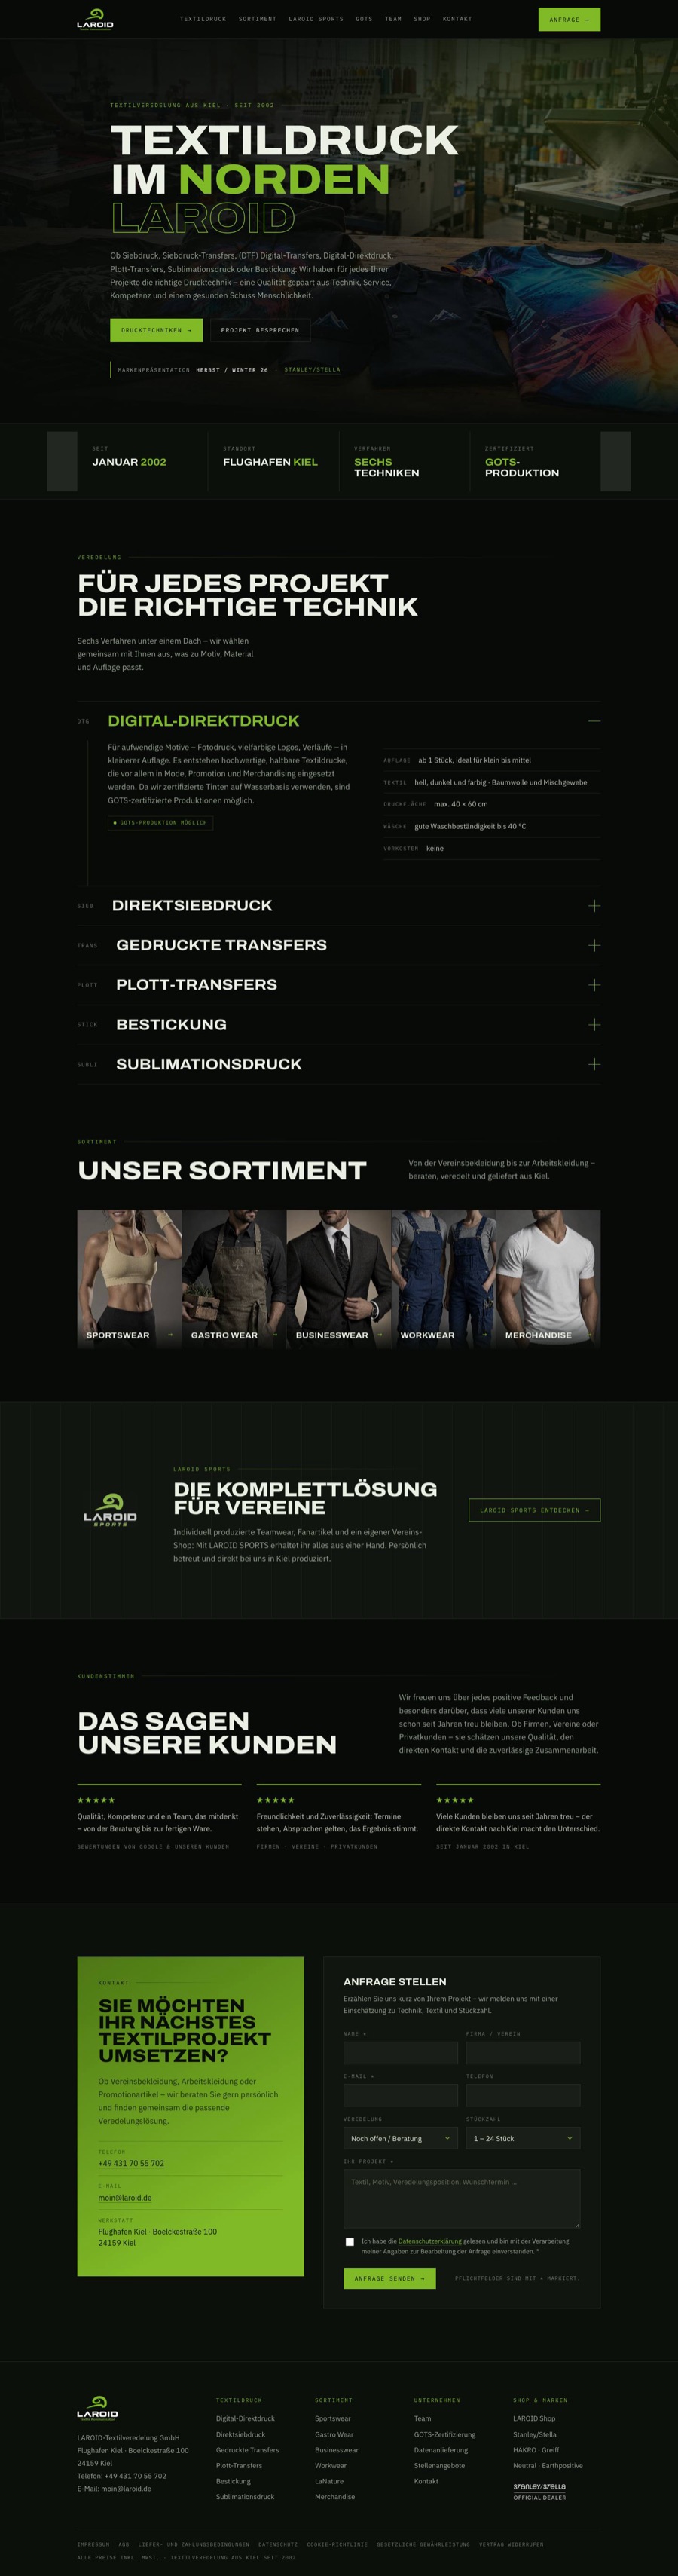 LAROID
TEXTILDRUCK SORTIMENT LAROID SPORTS GOTS TEAM SHOP KONTAKT
ANFRAGE →
TEXTILVEREDELUNG AUS KIEL · SEIT 2002
TEXTILDRUCK
IM NORDEN
LAROID
Ob Siebdruck, Siebdruck-Transfers, (DTF) Digital-Transfers, Digital-Direktdruck,
Plott-Transfers, Sublimationsdruck oder Bestickung: Wir haben für jedes Ihrer
Projekte die richtige Drucktechnik – eine Qualität gepaart aus Technik, Service,
Kompetenz und einem gesunden Schuss Menschlichkeit.
DRUCKTECHNIKEN →
PROJEKT BESPRECHEN
MARKENPRÄSENTATION HERBST / WINTER 26 · STANLEY/STELLA
SEIT
JANUAR 2002
STANDORT
FLUGHAFEN KIEL
VERFAHREN
SECHS
TECHNIKEN
ZERTIFIZIERT
GOTS-
PRODUKTION
VEREDELUNG
FÜR JEDES PROJEKT
DIE RICHTIGE TECHNIK
Sechs Verfahren unter einem Dach – wir wählen
gemeinsam mit Ihnen aus, was zu Motiv, Material
und Auflage passt.
DTG
DIGITAL-DIREKTDRUCK
Für aufwendige Motive – Fotodruck, vielfarbige Logos, Verläufe – in
kleinerer Auflage. Es entstehen hochwertige, haltbare Textildrucke,
die vor allem in Mode, Promotion und Merchandising eingesetzt
werden. Da wir zertifizierte Tinten auf Wasserbasis verwenden, sind
GOTS-zertifizierte Produktionen möglich.
GOTS-PRODUKTION MÖGLICH
AUFLAGE ab 1 Stück, ideal für klein bis mittel
TEXTIL hell, dunkel und farbig · Baumwolle und Mischgewebe
DRUCKFLÄCHE max. 40 × 60 cm
WÄSCHE gute Waschbeständigkeit bis 40 °C
VORKOSTEN keine
SIEB DIREKTSIEBDRUCK
TRANS GEDRUCKTE TRANSFERS
PLOTT PLOTT-TRANSFERS
STICK BESTICKUNG
SUBLI SUBLIMATIONSDRUCK
SORTIMENT
UNSER SORTIMENT
Von der Vereinsbekleidung bis zur Arbeitskleidung –
beraten, veredelt und geliefert aus Kiel.
SPORTSWEAR →
GASTRO WEAR →
BUSINESSWEAR →
WORKWEAR →
MERCHANDISE →
LAROID
SPORTS
LAROID SPORTS
DIE KOMPLETTLÖSUNG
FÜR VEREINE
Individuell produzierte Teamwear, Fanartikel und ein eigener Vereins-
Shop: Mit LAROID SPORTS erhaltet ihr alles aus einer Hand. Persönlich
betreut und direkt bei uns in Kiel produziert.
LAROID SPORTS ENTDECKEN →
KUNDENSTIMMEN
DAS SAGEN
UNSERE KUNDEN
Wir freuen uns über jedes positive Feedback und
besonders darüber, dass viele unserer Kunden uns
schon seit Jahren treu bleiben. Ob Firmen, Vereine oder
Privatkunden – sie schätzen unsere Qualität, den
direkten Kontakt und die zuverlässige Zusammenarbeit.
★★★★★
Qualität, Kompetenz und ein Team, das mitdenkt
– von der Beratung bis zur fertigen Ware.
BEWERTUNGEN VON GOOGLE & UNSEREN KUNDEN
★★★★★
Freundlichkeit und Zuverlässigkeit: Termine
stehen, Absprachen gelten, das Ergebnis stimmt.
FIRMEN · VEREINE · PRIVATKUNDEN
★★★★★
Viele Kunden bleiben uns seit Jahren treu – der
direkte Kontakt nach Kiel macht den Unterschied.
SEIT JANUAR 2002 IN KIEL
KONTAKT
SIE MÖCHTEN
IHR NÄCHSTES
TEXTILPROJEKT
UMSETZEN?
Ob Vereinsbekleidung, Arbeitskleidung oder
Promotionartikel – wir beraten Sie gern persönlich
und finden gemeinsam die passende
Veredelungslösung.
TELEFON
+49 431 70 55 702
E-MAIL
moin@laroid.de
WERKSTATT
Flughafen Kiel · Boelckestraße 100
24159 Kiel
ANFRAGE STELLEN
Erzählen Sie uns kurz von Ihrem Projekt – wir melden uns mit einer
Einschätzung zu Technik, Textil und Stückzahl.
NAME *
FIRMA / VEREIN
E-MAIL *
TELEFON
VEREDELUNG
STÜCKZAHL
Noch offen / Beratung
1 – 24 Stück
IHR PROJEKT *
Textil, Motiv, Veredelungsposition, Wunschtermin ...
Ich habe die Datenschutzerklärung gelesen und bin mit der Verarbeitung
meiner Angaben zur Bearbeitung der Anfrage einverstanden. *
ANFRAGE SENDEN →
PFLICHTFELDER SIND MIT * MARKIERT.
LAROID
LAROID-Textilveredelung GmbH
Flughafen Kiel · Boelckestraße 100
24159 Kiel
Telefon: +49 431 70 55 702
E-Mail: moin@laroid.de
TEXTILDRUCK
Digital-Direktdruck
Direktsiebdruck
Gedruckte Transfers
Plott-Transfers
Bestickung
Sublimationsdruck
SORTIMENT
Sportswear
Gastro Wear
Businesswear
Workwear
LaNature
Merchandise
UNTERNEHMEN
Team
GOTS-Zertifizierung
Datenanlieferung
Stellenangebote
Kontakt
SHOP & MARKEN
LAROID Shop
Stanley/Stella
HAKRO · Greiff
Neutral · Earthpositive
Stanley/Stella
OFFICIAL DEALER
IMPRESSUM AGB LIEFER- UND ZAHLUNGSBEDINGUNGEN DATENSCHUTZ COOKIE-RICHTLINIE GESETZLICHE GEWÄHRLEISTUNG VERTRAG WIDERRUFEN
ALLE PREISE INKL. MWST. · TEXTILVEREDELUNG AUS KIEL SEIT 2002